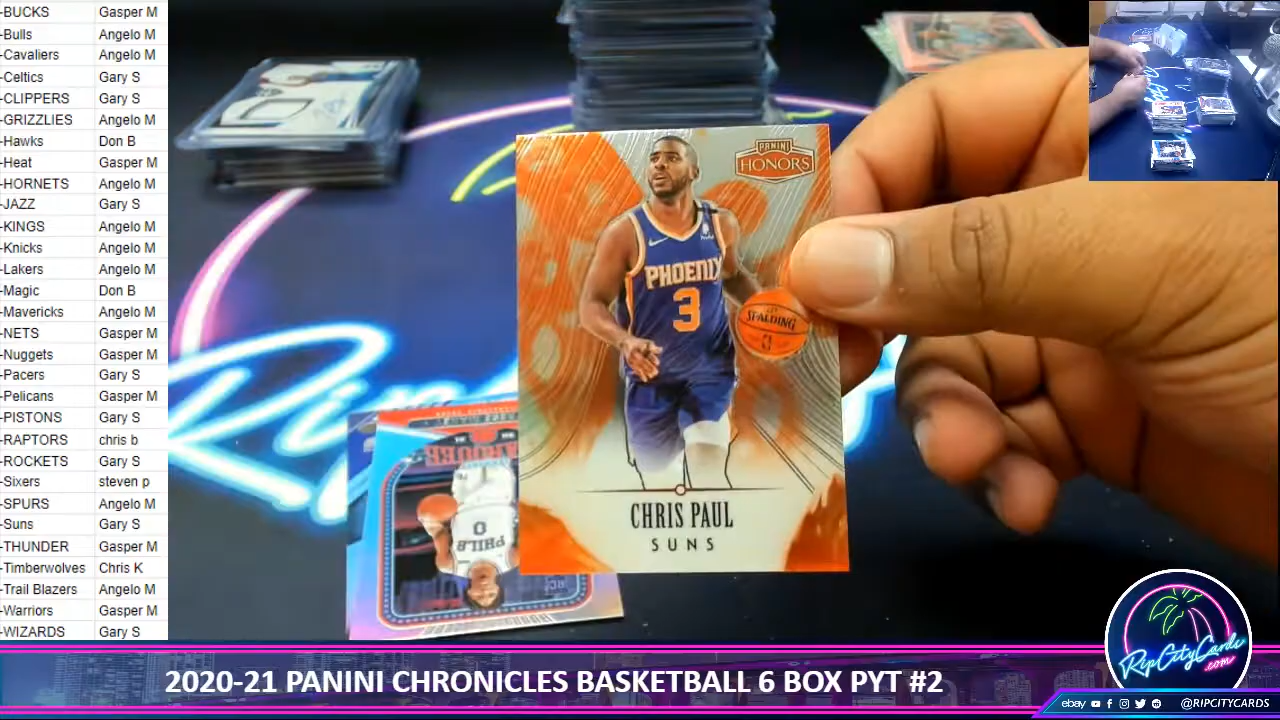 -BUCKS Gasper M
-Bulls Angelo M
-Cavaliers Angelo M
-Celtics Gary S
-CLIPPERS Gary S
-GRIZZLIES Angelo M
-Hawks Don B
-Heat Gasper M
-HORNETS Angelo M
-JAZZ Gary S
-KINGS Angelo M
-Knicks Angelo M
-Lakers Angelo M
-Magic Don B
-Mavericks Angelo M
-NETS Gasper M
-Nuggets Gasper M
-Pacers Gary S
-Pelicans Gasper M
-PISTONS Gary S
-RAPTORS chris b
-ROCKETS Gary S
-Sixers steven p
-SPURS Angelo M
-Suns Gary S
-THUNDER Gasper M
-Timberwolves Chris K
-Trail Blazers Angelo M
-Warriors Gasper M
-WIZARDS Gary S
PANINI
HONORS
PHOENIX
3
SPALDING
CHRIS PAUL
SUNS
PHILA
0
2020-21 PANINI CHRONICLES BASKETBALL 6 BOX PYT #2
RipCityCards
.com
ebay @RIPCITYCARDS